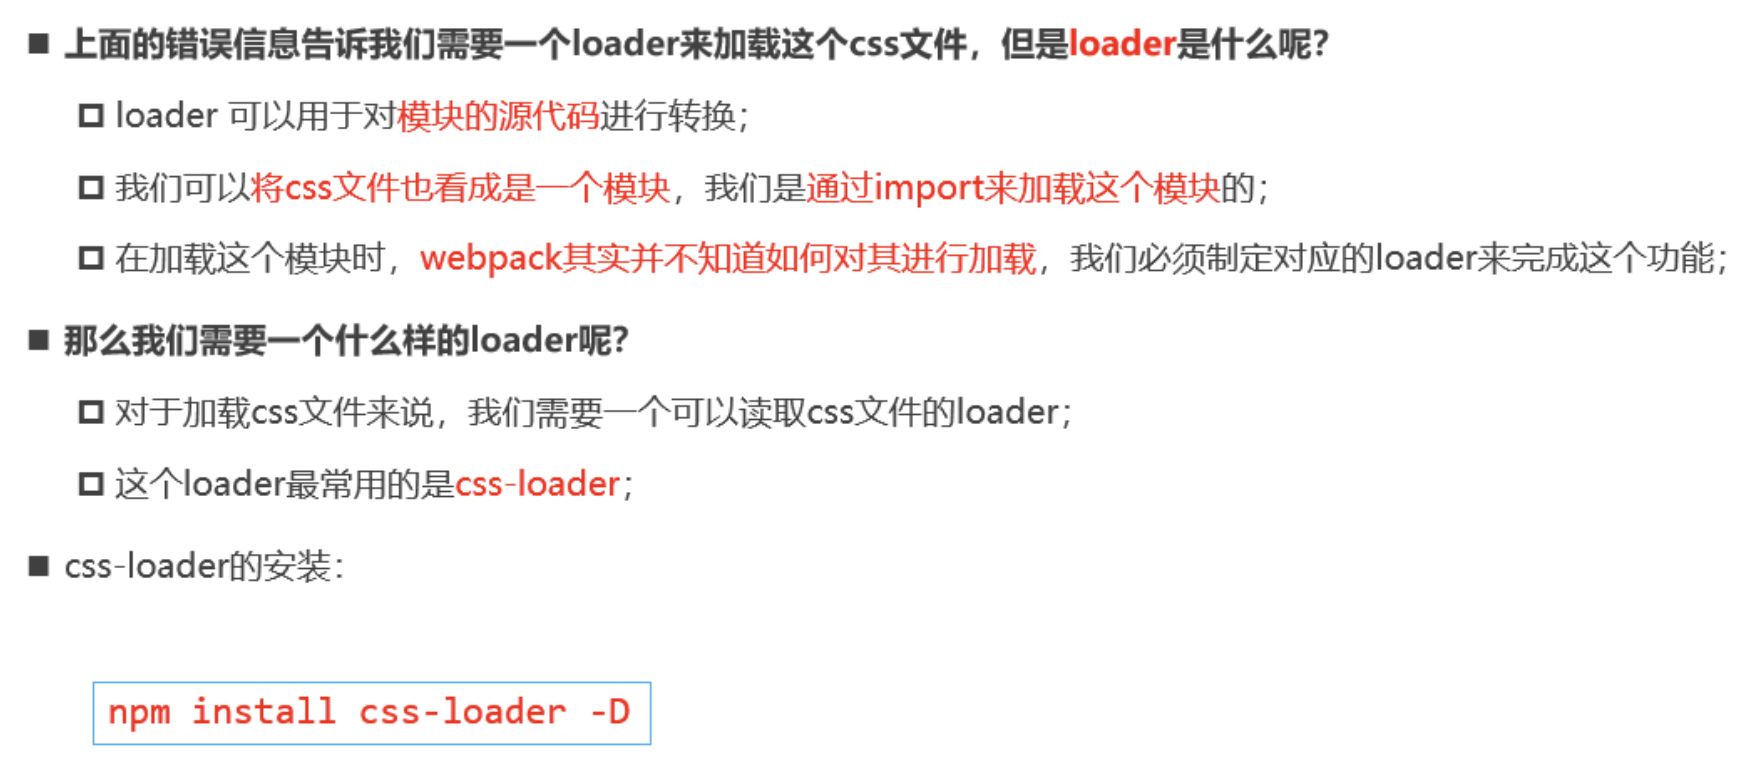 ■ 上面的错误信息告诉我们需要一个loader来加载这个css文件，但是loader是什么呢？
□ loader 可以用于对模块的源代码进行转换；
□ 我们可以将css文件也看成是一个模块，我们是通过import来加载这个模块的；
□ 在加载这个模块时，webpack其实并不知道如何对其进行加载，我们必须制定对应的loader来完成这个功能；
■ 那么我们需要一个什么样的loader呢？
□ 对于加载css文件来说，我们需要一个可以读取css文件的loader；
□ 这个loader最常用的是css-loader；
■ css-loader的安装：
npm install css-loader -D